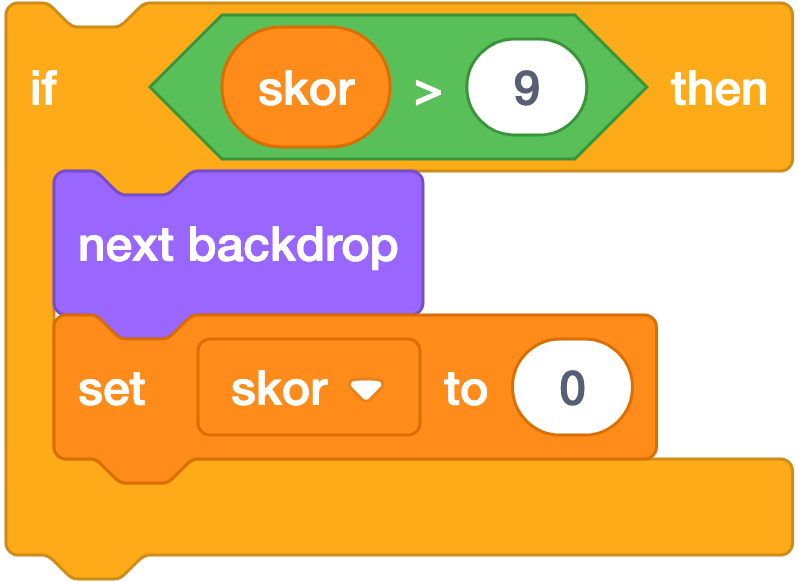 if skor > 9 then
next backdrop
set skor to 0